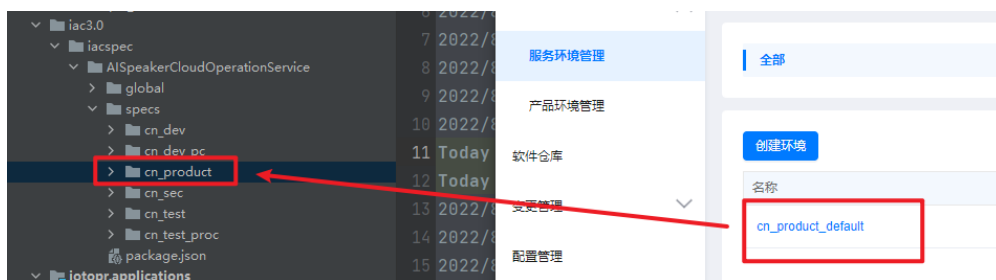 iac3.0
iacspec
AISpeakerCloudOperationService
global
specs
cn_dev
cn_dev_pc
cn_product
cn_sec
cn_test
cn_test_proc
package.json
iotopr.applications
7 2022/8
8 2022/8
9 2022/8
10 2022/8
11 Today
12 Today
13 2022/8
14 2022/8
15 2022/8
服务环境管理
产品环境管理
软件仓库
变更管理
配置管理
全部
创建环境
名称
cn_product_default